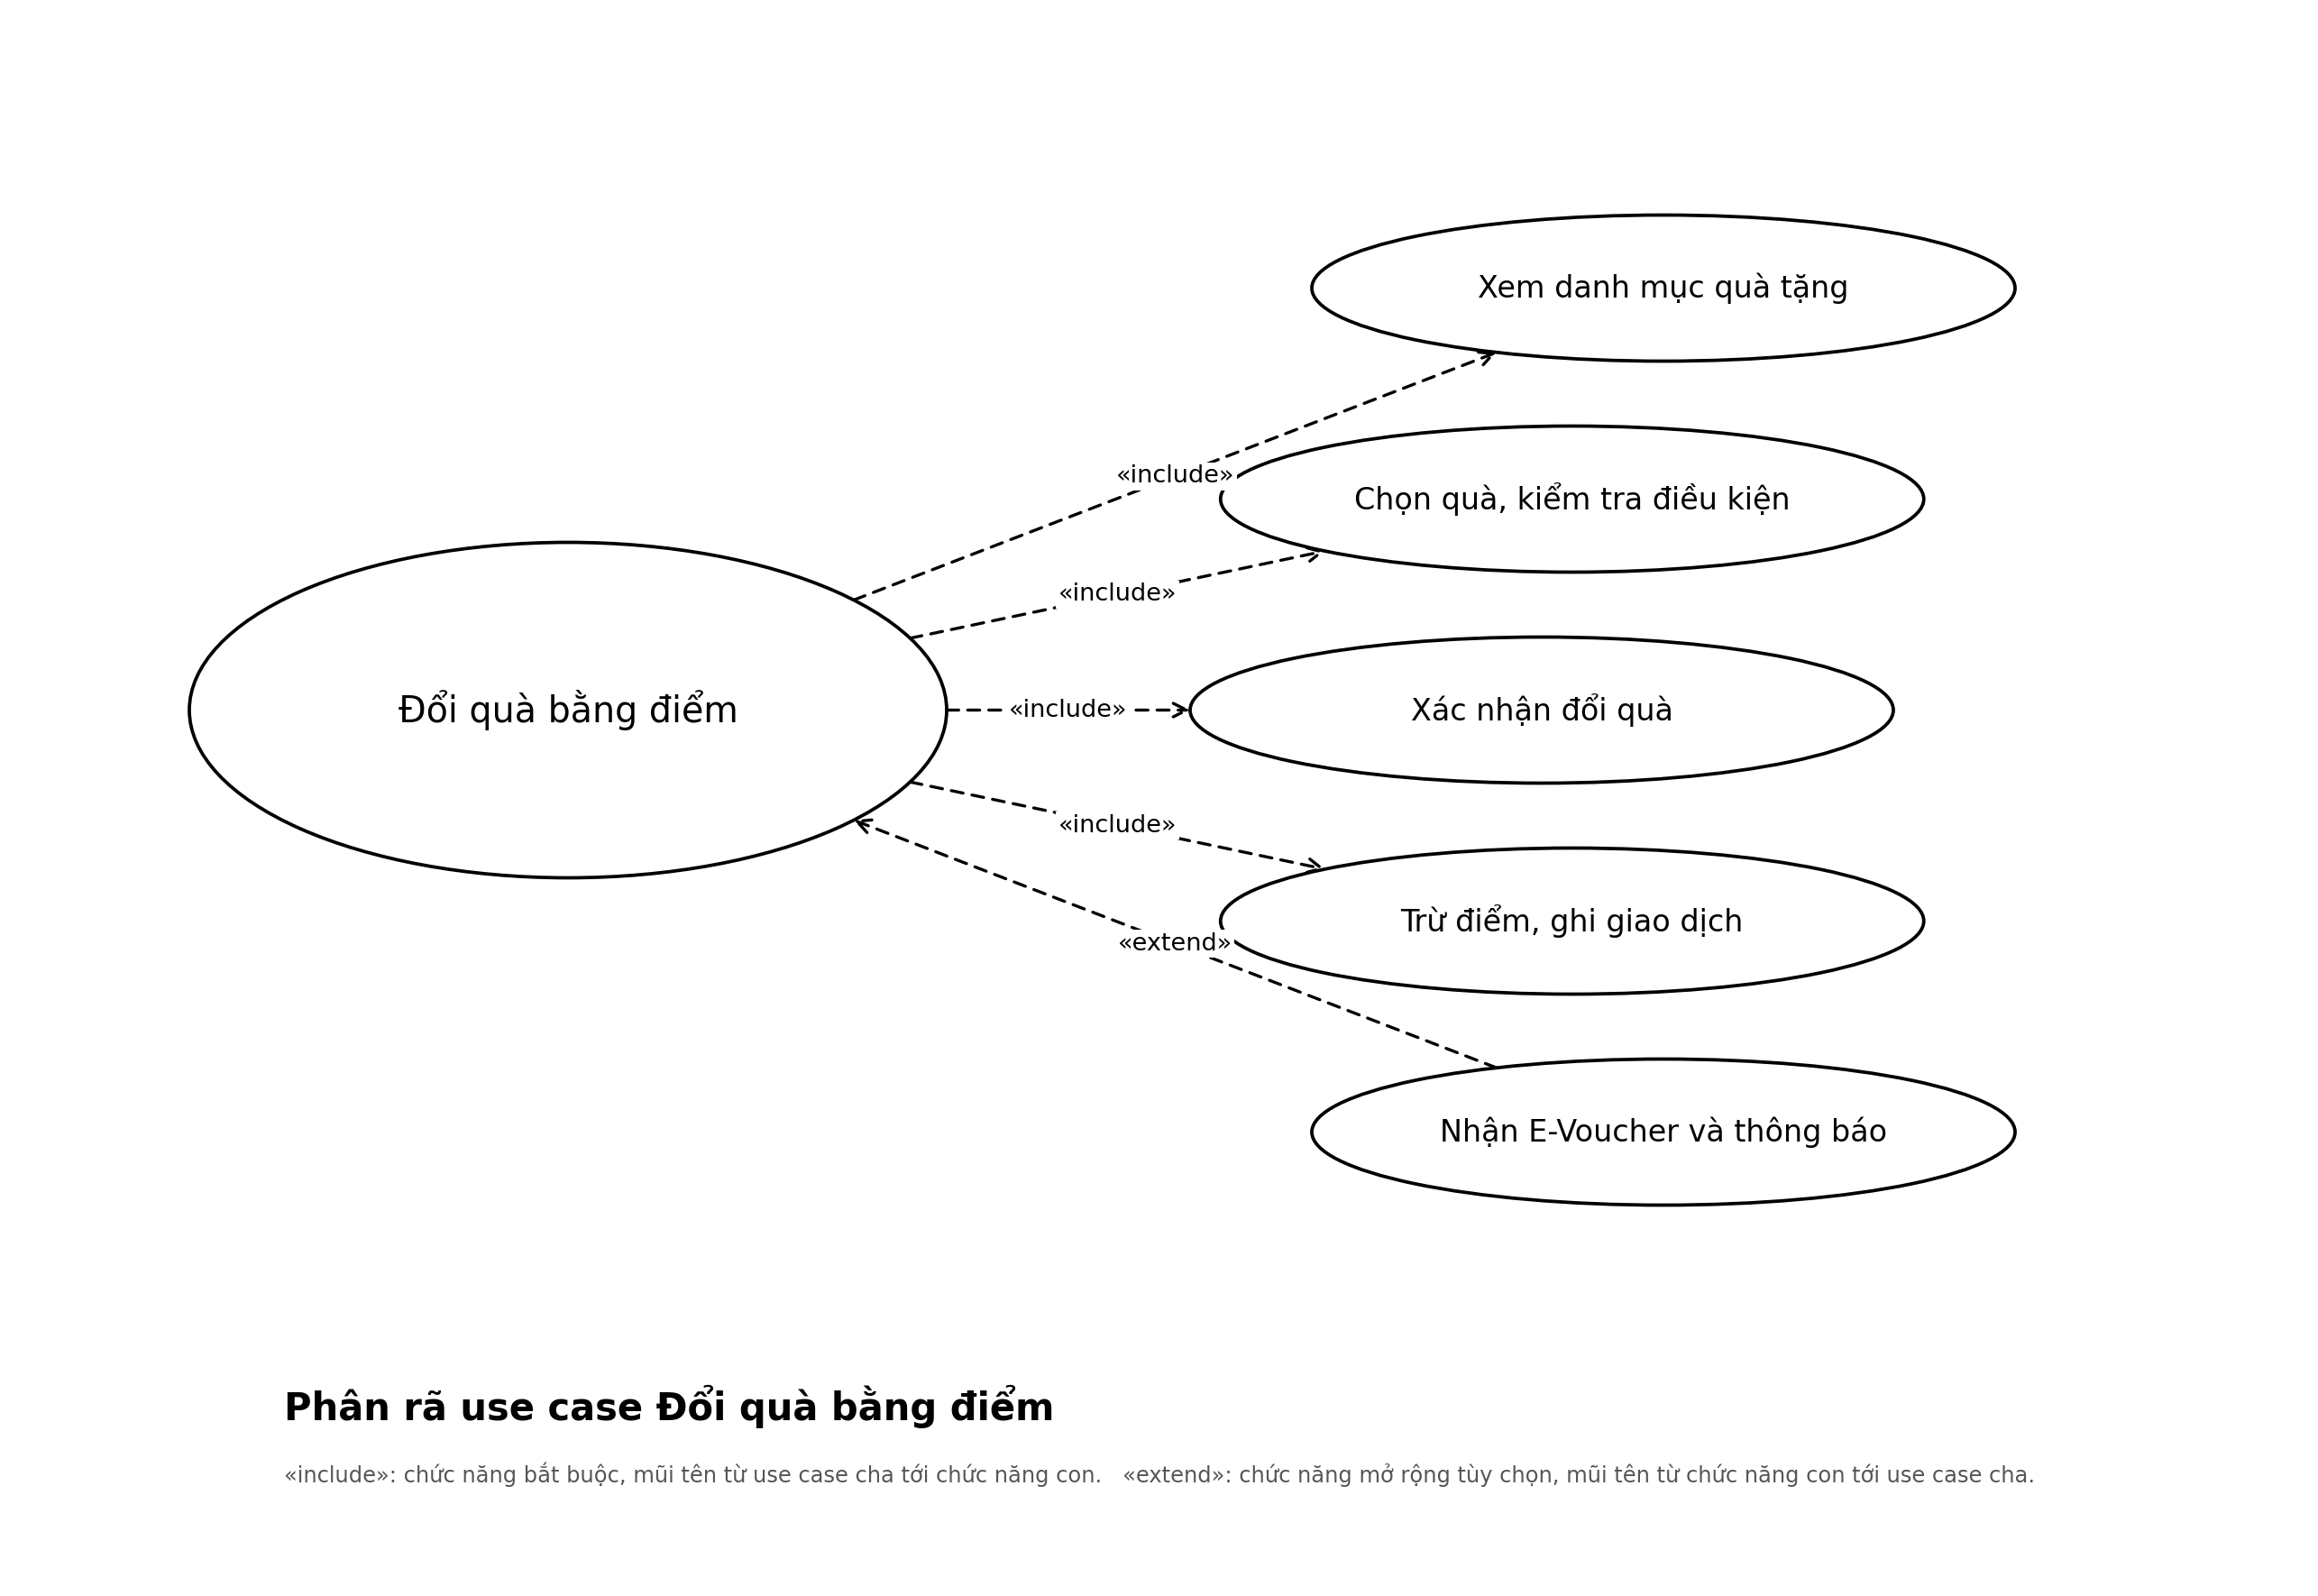 Xem danh mục quà tặng
«include»
Chọn quà, kiểm tra điều kiện
«include»
Đổi quà bằng điểm
«include»
Xác nhận đổi quà
«include»
Trừ điểm, ghi giao dịch
«extend»
Nhận E-Voucher và thông báo
Phân rã use case Đổi quà bằng điểm
«include»: chức năng bắt buộc, mũi tên từ use case cha tới chức năng con. «extend»: chức năng mở rộng tùy chọn, mũi tên từ chức năng con tới use case cha.